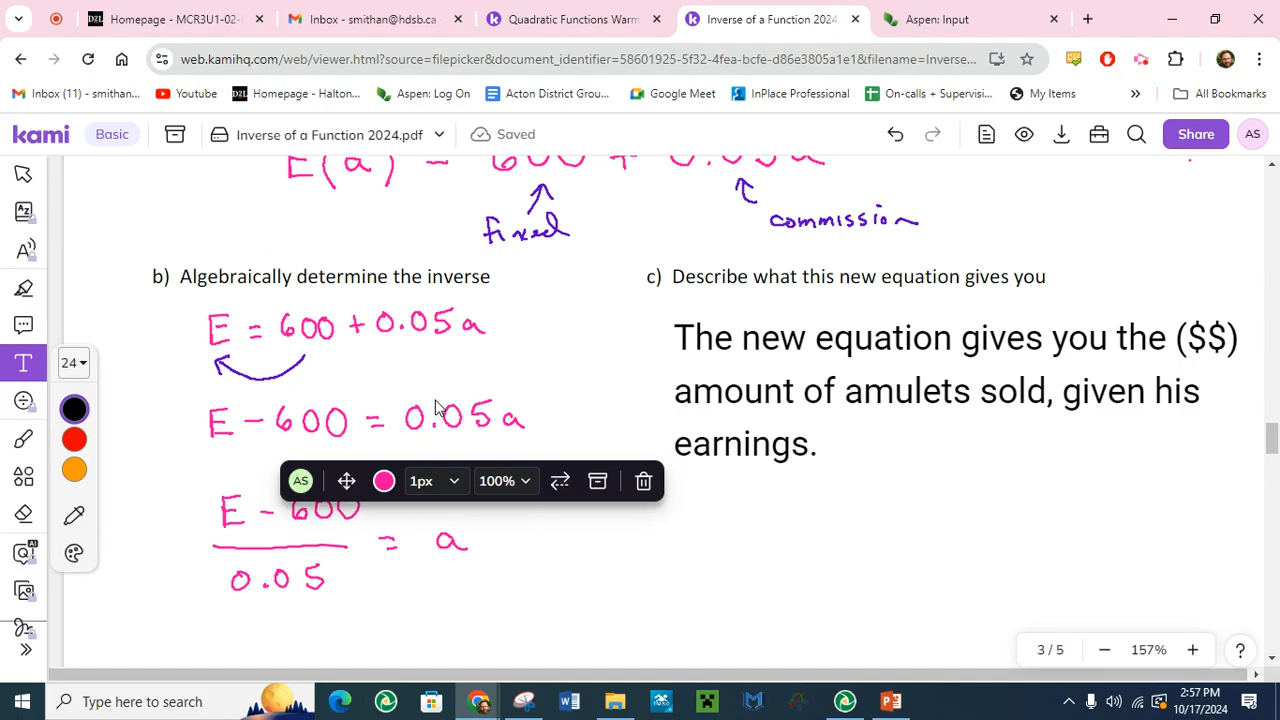 Homepage - MCR3U1-02-
Inbox - smithan@hdsb.ca -
Quadratic Functions Warm
Inverse of a Function 2024
Aspen: Input
web.kamihq.com/web/viewer.html?source=filepicker&document_identifier=58601925-5f32-4fea-bcfe-d86e3805a1e1&filename=Inverse...
Inbox (11) - smithan... Youtube Homepage - Halton... Aspen: Log On Acton District Grou... Google Meet InPlace Professional On-calls + Supervisi... My Items All Bookmarks
kami Basic Inverse of a Function 2024.pdf Saved Share AS
E(a) = 600 + 0.05a
fixed commission
b) Algebraically determine the inverse
c) Describe what this new equation gives you
E = 600 + 0.05a
The new equation gives you the ($$)
amount of amulets sold, given his
earnings.
24
E - 600 = 0.05a
AS 1px 100%
E - 600
= a
0.05
3 / 5 157%
Type here to search
2:57 PM
10/17/2024